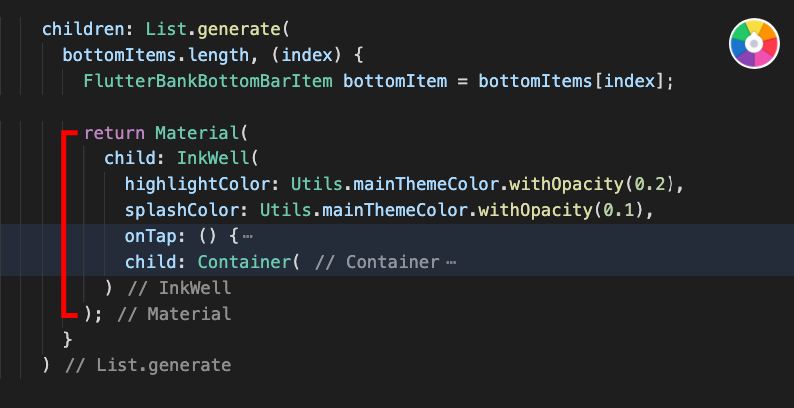 children: List.generate(
bottomItems.length, (index) {
FlutterBankBottomBarItem bottomItem = bottomItems[index];
return Material(
child: InkWell(
highlightColor: Utils.mainThemeColor.withOpacity(0.2),
splashColor: Utils.mainThemeColor.withOpacity(0.1),
onTap: () {⋯
child: Container( // Container ⋯
) // InkWell
); // Material
}
) // List.generate